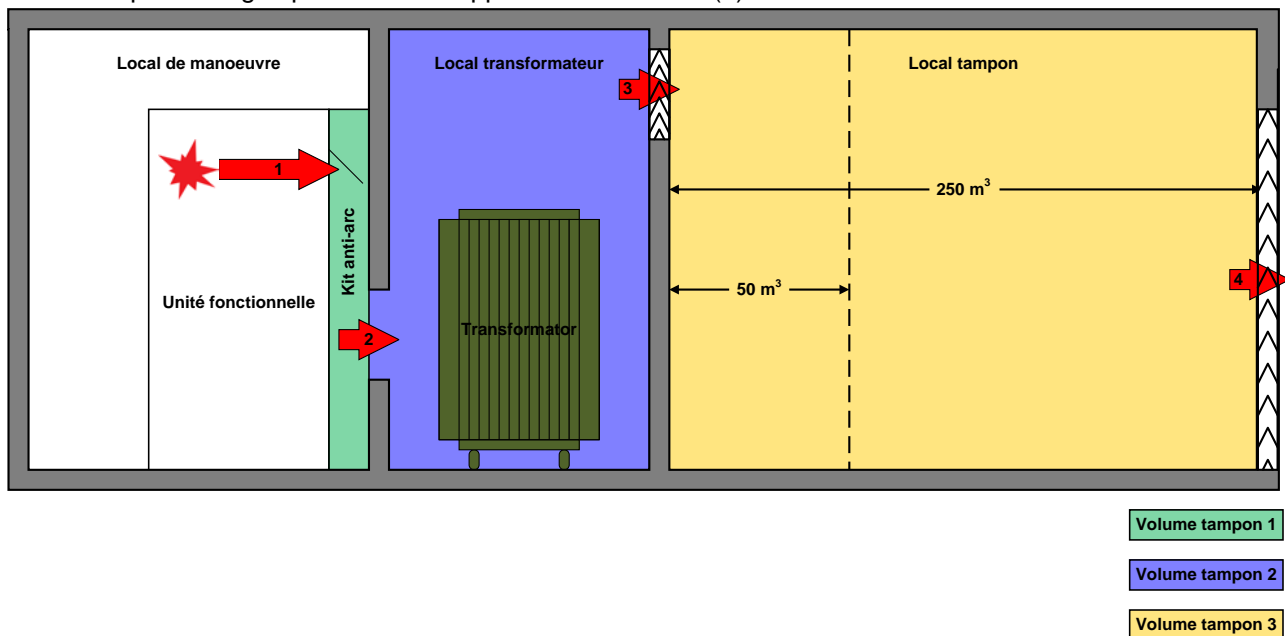 Local de manoeuvre
Local transformateur
Local tampon
3
1
250 m³
Kit anti-arc
Unité fonctionnelle
50 m³
4
2
Transformator
Volume tampon 1
Volume tampon 2
Volume tampon 3